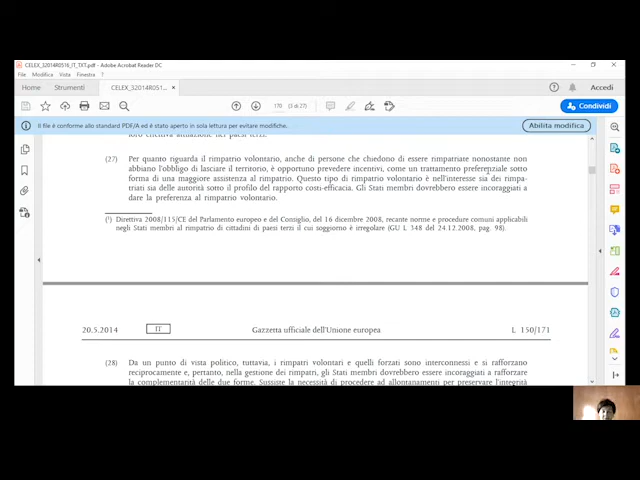 CELEX_32014R0516_IT_TXT.pdf - Adobe Acrobat Reader DC
File Modifica Vista Finestra ?
Home Strumenti CELEX_32014R0516... × Accedi
170 (3 di 27) Condividi
Il file è conforme allo standard PDF/A ed è stato aperto in sola lettura per evitare modifiche. Abilita modifica
loro effettiva attuazione nei paesi terzi.
(27) Per quanto riguarda il rimpatrio volontario, anche di persone che chiedono di essere rimpatriate nonostante non
abbiano l'obbligo di lasciare il territorio, è opportuno prevedere incentivi, come un trattamento preferenziale sotto
forma di una maggiore assistenza al rimpatrio. Questo tipo di rimpatrio volontario è nell'interesse sia dei rimpa-
triati sia delle autorità sotto il profilo del rapporto costi-efficacia. Gli Stati membri dovrebbero essere incoraggiati a
dare la preferenza al rimpatrio volontario.
(¹) Direttiva 2008/115/CE del Parlamento europeo e del Consiglio, del 16 dicembre 2008, recante norme e procedure comuni applicabili
negli Stati membri al rimpatrio di cittadini di paesi terzi il cui soggiorno è irregolare (GU L 348 del 24.12.2008, pag. 98).
20.5.2014 IT Gazzetta ufficiale dell'Unione europea L 150/171
(28) Da un punto di vista politico, tuttavia, i rimpatri volontari e quelli forzati sono interconnessi e si rafforzano
reciprocamente e, pertanto, nella gestione dei rimpatri, gli Stati membri dovrebbero essere incoraggiati a rafforzare
la complementarità delle due forme. Sussiste la necessità di procedere ad allontanamenti per preservare l'integrità